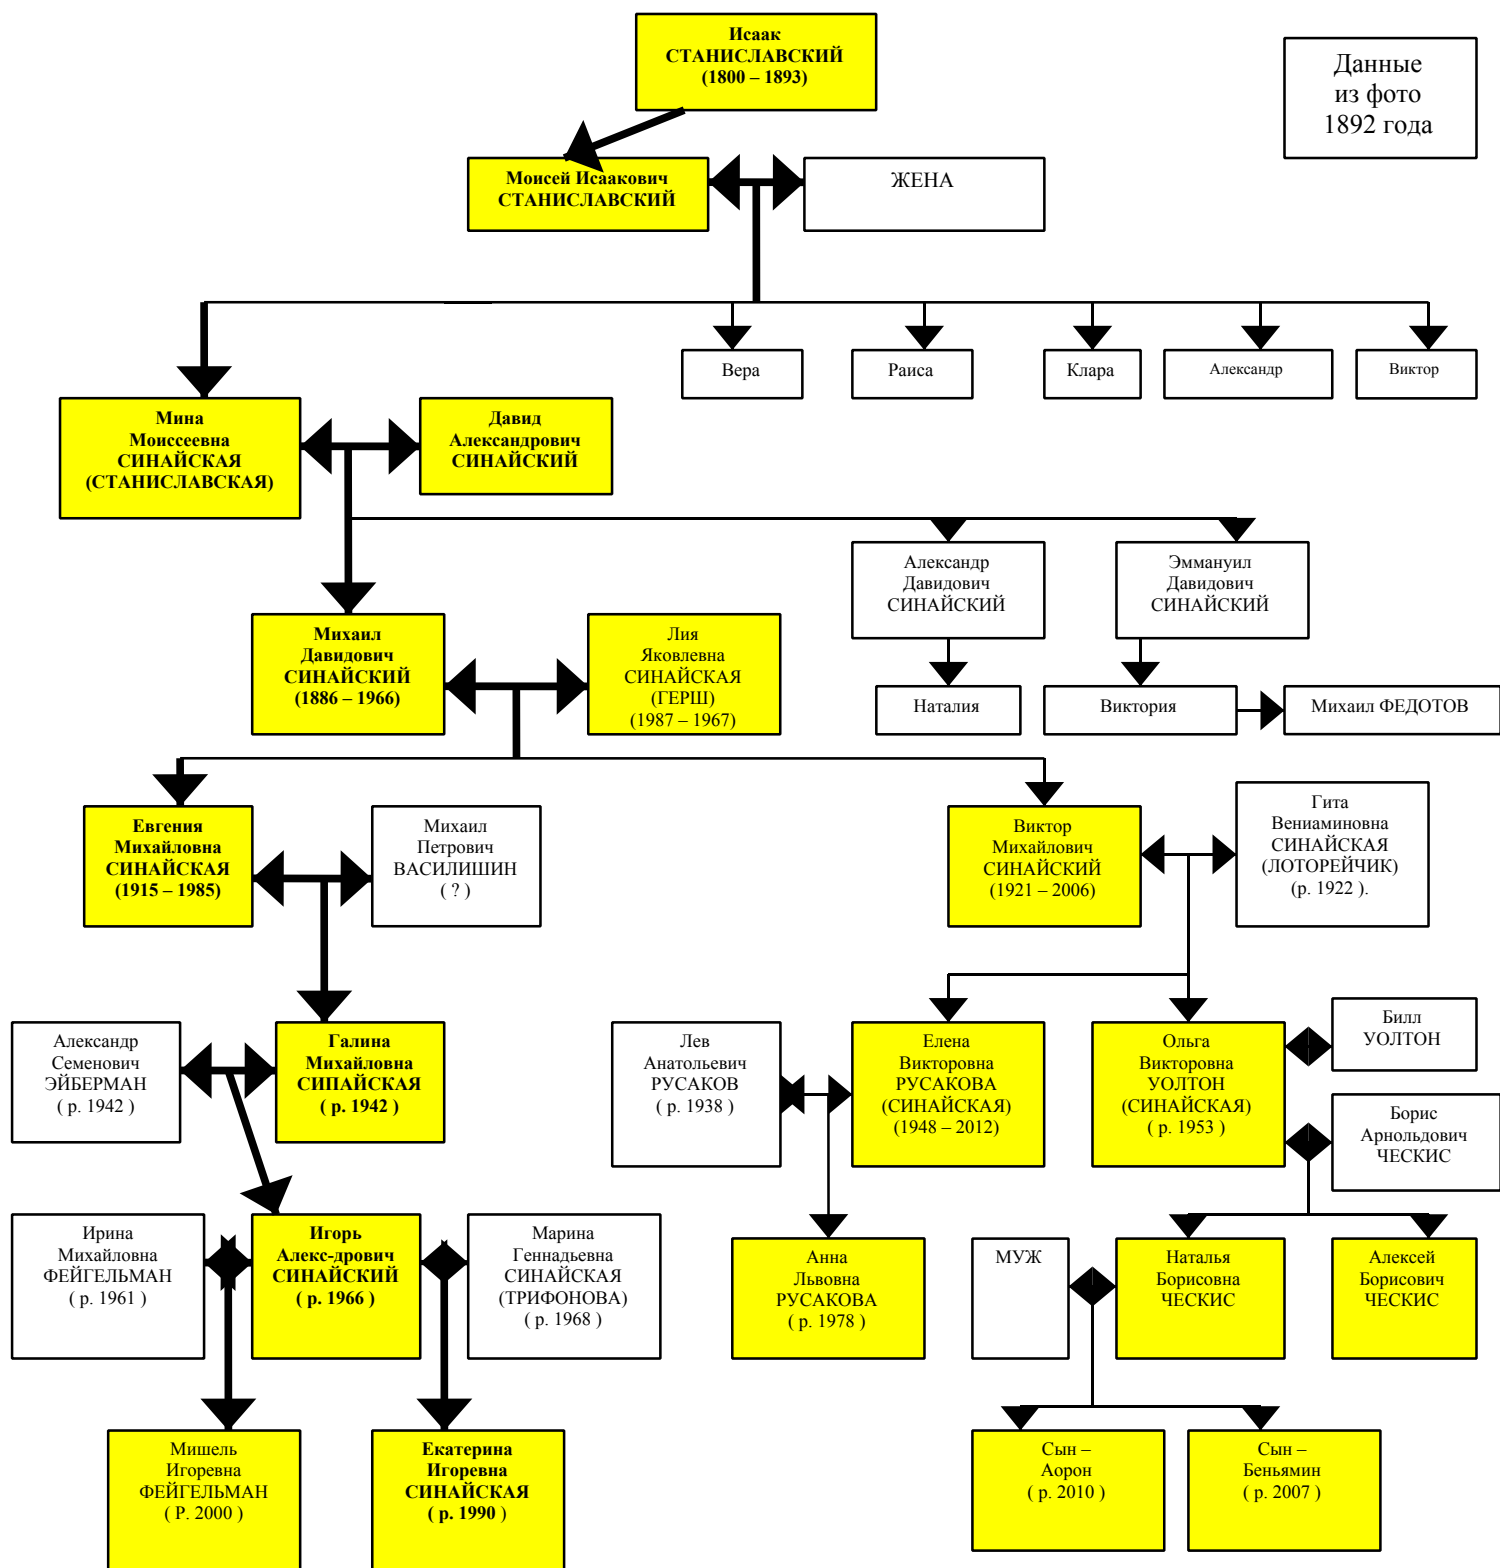 Исаак
СТАНИСЛАВСКИЙ
(1800 – 1893)
Данные
из фото
1892 года
Моисей Исаакович
СТАНИСЛАВСКИЙ
ЖЕНА
Вера
Раиса
Клара
Александр
Виктор
Мина
Моиссеевна
СИНАЙСКАЯ
(СТАНИСЛАВСКАЯ)
Давид
Александрович
СИНАЙСКИЙ
Александр
Давидович
СИНАЙСКИЙ
Эммануил
Давидович
СИНАЙСКИЙ
Михаил
Давидович
СИНАЙСКИЙ
(1886 – 1966)
Лия
Яковлевна
СИНАЙСКАЯ
(ГЕРШ)
(1987 – 1967)
Наталия
Виктория
Михаил ФЕДОТОВ
Евгения
Михайловна
СИНАЙСКАЯ
(1915 – 1985)
Михаил
Петрович
ВАСИЛИШИН
( ? )
Виктор
Михайлович
СИНАЙСКИЙ
(1921 – 2006)
Гита
Вениаминовна
СИНАЙСКАЯ
(ЛОТОРЕЙЧИК)
(р. 1922 ).
Александр
Семенович
ЭЙБЕРМАН
( р. 1942 )
Галина
Михайловна
СИПАЙСКАЯ
( р. 1942 )
Лев
Анатольевич
РУСАКОВ
( р. 1938 )
Елена
Викторовна
РУСАКОВА
(СИНАЙСКАЯ)
(1948 – 2012)
Ольга
Викторовна
УОЛТОН
(СИНАЙСКАЯ)
( р. 1953 )
Билл
УОЛТОН
Борис
Арнольдович
ЧЕСКИС
Ирина
Михайловна
ФЕЙГЕЛЬМАН
( р. 1961 )
Игорь
Алекс-дрович
СИНАЙСКИЙ
( р. 1966 )
Марина
Геннадьевна
СИНАЙСКАЯ
(ТРИФОНОВА)
( р. 1968 )
Анна
Львовна
РУСАКОВА
( р. 1978 )
МУЖ
Наталья
Борисовна
ЧЕСКИС
Алексей
Борисович
ЧЕСКИС
Мишель
Игоревна
ФЕЙГЕЛЬМАН
( Р. 2000 )
Екатерина
Игоревна
СИНАЙСКАЯ
( р. 1990 )
Сын –
Аорон
( р. 2010 )
Сын –
Беньямин
( р. 2007 )